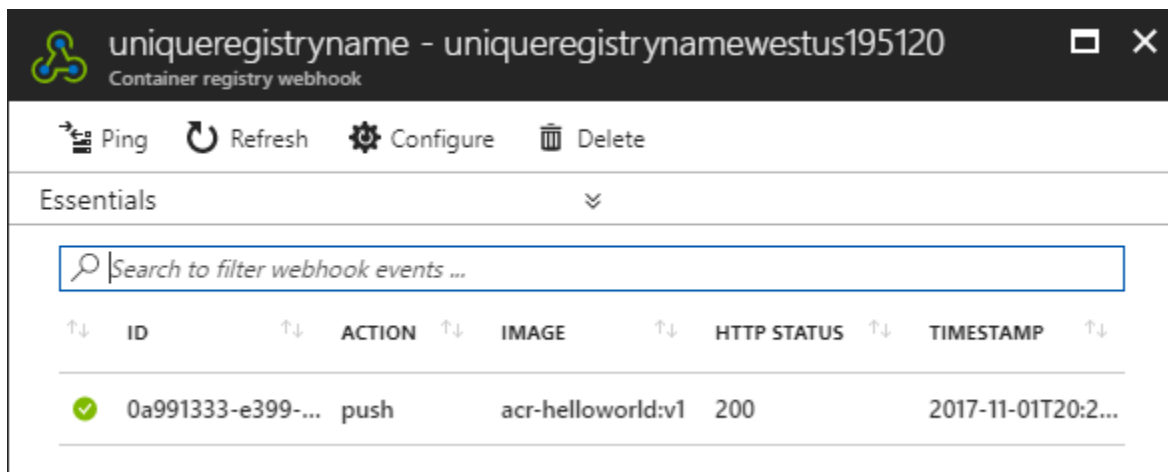 uniqueregistryname - uniqueregistrynamewestus195120
Container registry webhook
Ping Refresh Configure Delete
Essentials
Search to filter webhook events ...
ID ACTION IMAGE HTTP STATUS TIMESTAMP
0a991333-e399-... push acr-helloworld:v1 200 2017-11-01T20:2...